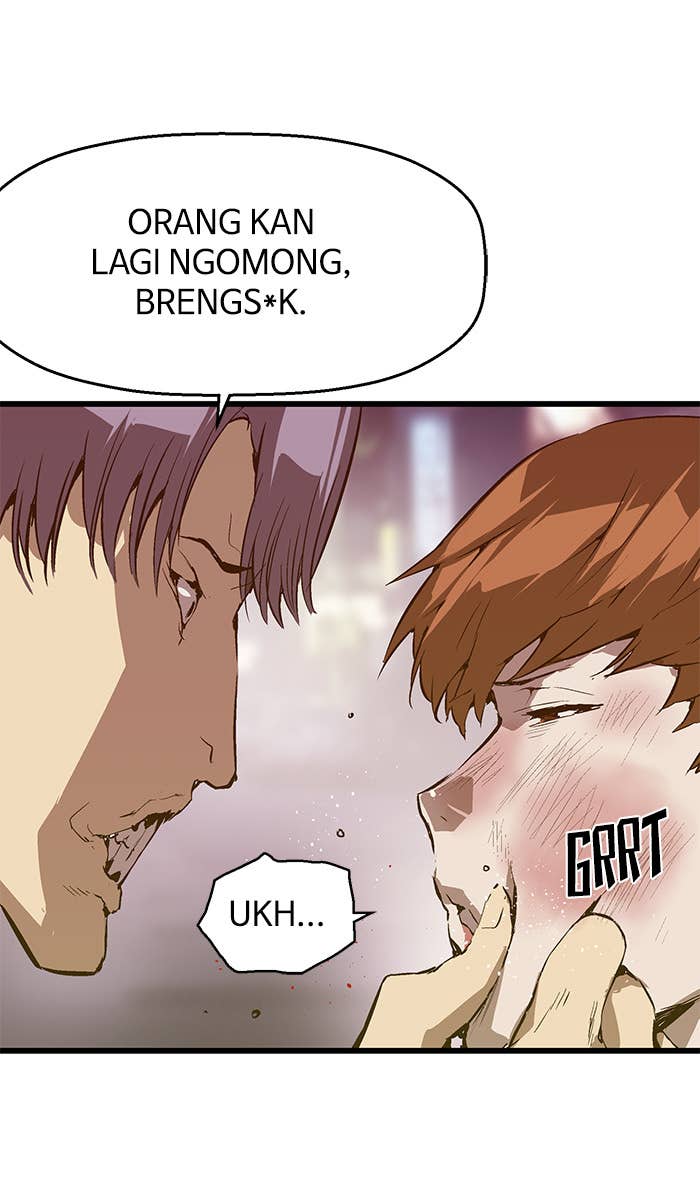 ORANG KAN
LAGI NGOMONG,
BRENGS*K.
UKH...
GRRT